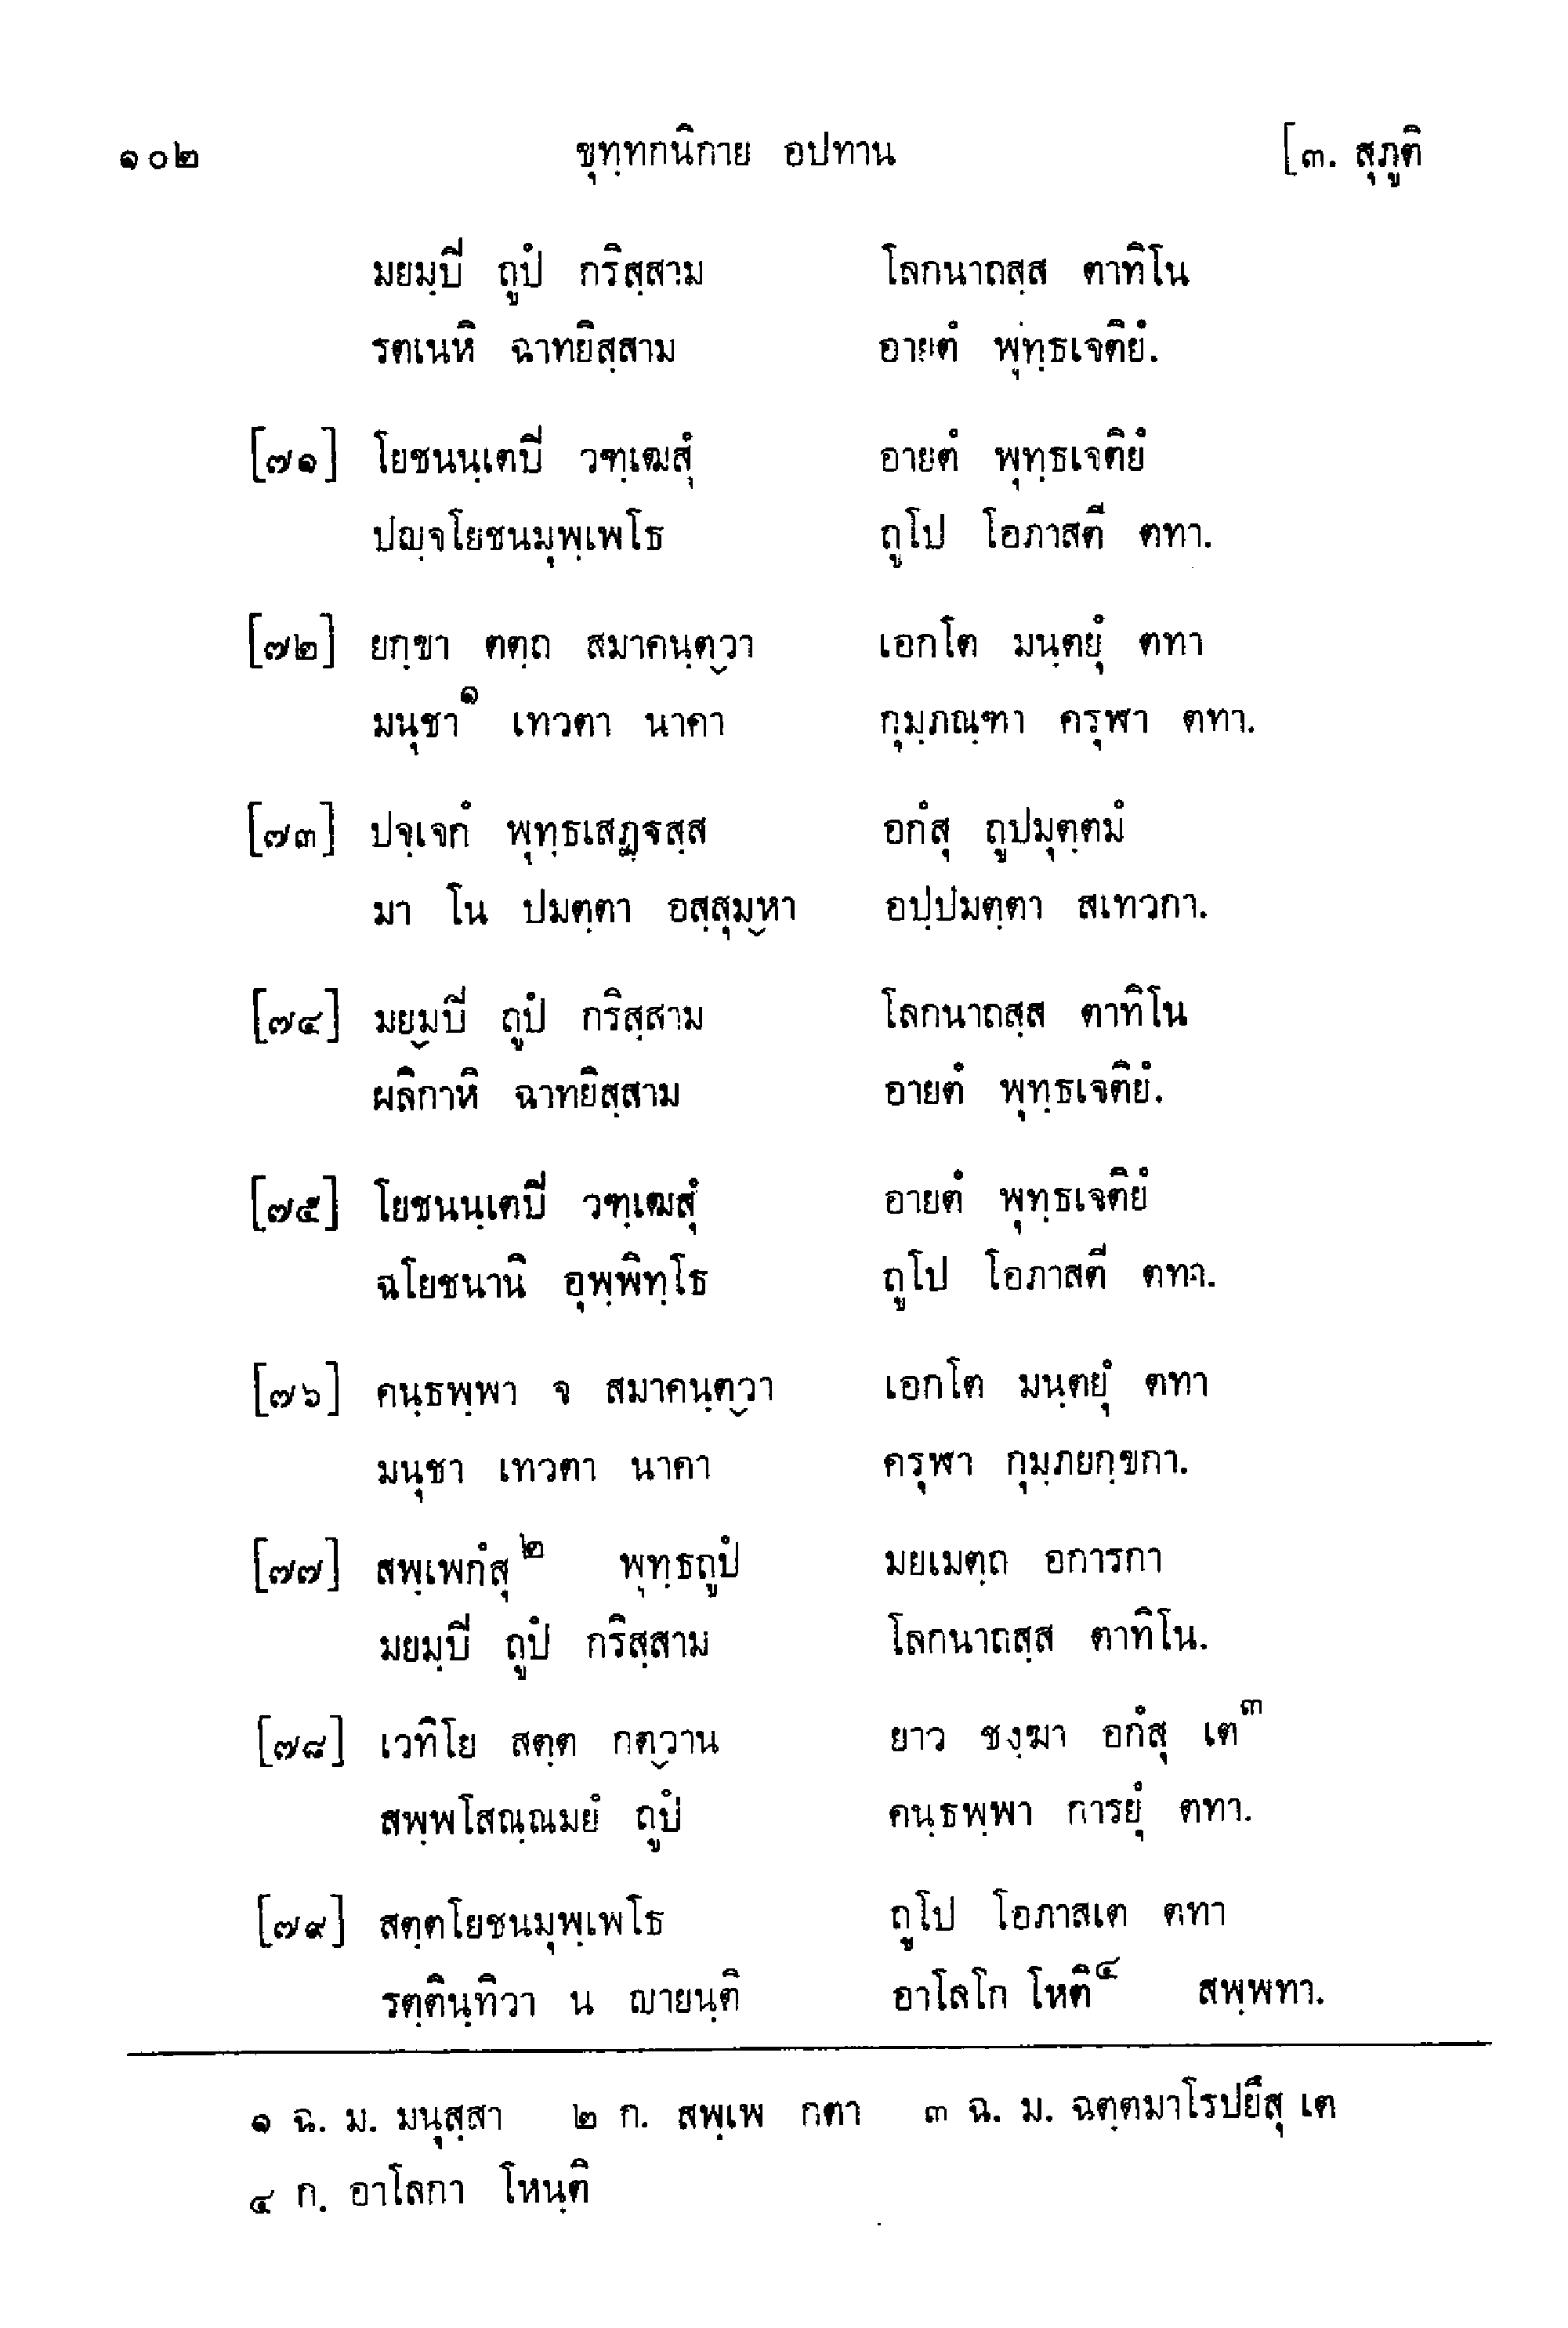 ๑๐๒ ขุทฺทกนิกาย อปทาน [๓. สุภูติ
มยมฺปี ถูปํ กริสฺสาม โลกนาถสฺส ตาทิโน
รตเนหิ ฉาทยิสฺสาม อายตํ พุทฺธเจติยํ.
[๗๑] โยชนนฺเตปี วฑฺเฒสุํ อายตํ พุทฺธเจติยํ
ปญฺจโยชนมุพฺเพโธ ถูโป โอภาสตี ตทา.
[๗๒] ยกฺขา ตตฺถ สมาคนฺตฺวา เอกโต มนฺตยุํ ตทา
มนุชา๑ เทวตา นาคา กุมฺภณฺฑา ครุฬา ตทา.
[๗๓] ปจฺเจกํ พุทฺธเสฏฺฐสฺส อกํสุ ถูปมุตฺตมํ
มา โน ปมตฺตา อสฺสุมฺหา อปฺปมตฺตา สเทวกา.
[๗๔] มยมฺปี ถูปํ กริสฺสาม โลกนาถสฺส ตาทิโน
ผลิกาหิ ฉาทยิสฺสาม อายตํ พุทฺธเจติยํ.
[๗๕] โยชนนฺเตปี วฑฺเฒสุํ อายตํ พุทฺธเจติยํ
ฉโยชนานิ อุพฺพิทฺโธ ถูโป โอภาสตี ตทา.
[๗๖] คนฺธพฺพา จ สมาคนฺตฺวา เอกโต มนฺตยุํ ตทา
มนุชา เทวตา นาคา ครุฬา กุมฺภยกฺขกา.
[๗๗] สพฺเพกํสุ๒ พุทฺธถูปํ มยเมตฺถ อการกา
มยมฺปี ถูปํ กริสฺสาม โลกนาถสฺส ตาทิโน.
[๗๘] เวทิโย สตฺต กตฺวาน ยาว ชงฺฆา อกํสุ เต๓
สพฺพโสณฺณมยํ ถูปํ คนฺธพฺพา การยุํ ตทา.
[๗๙] สตฺตโยชนมุพฺเพโธ ถูโป โอภาสเต ตทา
รตฺตินฺทิวา น ญายนฺติ อาโลโก โหติ๔ สพฺพทา.
๑ ฉ. ม. มนุสฺสา ๒ ก. สพฺเพ กตา ๓ ฉ. ม. ฉตฺตมาโรปยึสุ เต
๔ ก. อาโลกา โหนฺติ